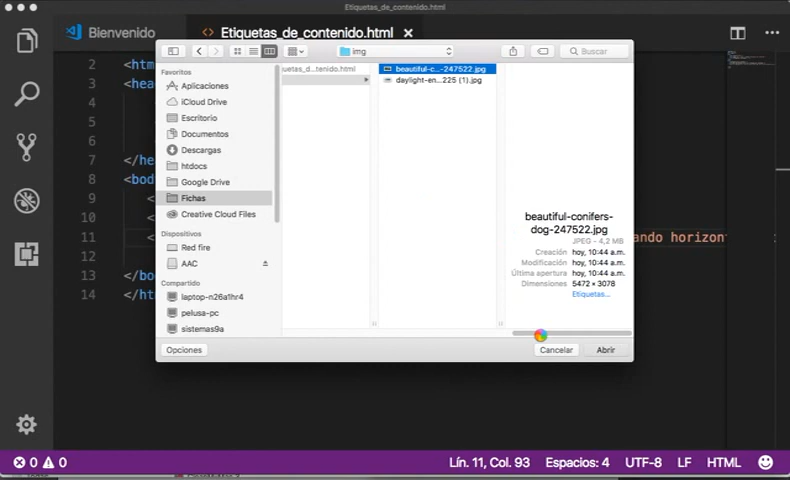 Etiquetas_de_contenido.html
Bienvenido
<> Etiquetas_de_contenido.html ×
img
Buscar
Favoritos
Aplicaciones
iCloud Drive
Escritorio
Documentos
Descargas
htdocs
Google Drive
Fichas
Creative Cloud Files
Dispositivos
Red fire
AAC
Compartido
laptop-n26a1hr4
pelusa-pc
sistemas9a
uetas_d...tenido.html
beautiful-c...-247522.jpg
daylight-en...225 (1).jpg
beautiful-conifers-
dog-247522.jpg
JPEG - 4,2 MB
Creación hoy, 10:44 a.m.
Modificación hoy, 10:44 a.m.
Última apertura hoy, 10:44 a.m.
Dimensiones 5472 × 3078
Etiquetas...
Opciones
Cancelar
Abrir
2 <htm
3 <hea
4
5
6
7 </he
8 <bod
9 <
10 <
11 < ando horizon
12
13 </bo
14 </ht
0 0
Lín. 11, Col. 93
Espacios: 4
UTF-8
LF
HTML